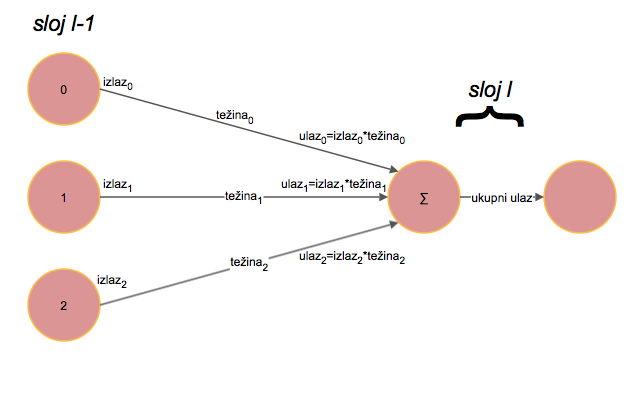 sloj l-1
0
izlaz₀
težina₀
ulaz₀=izlaz₀*težina₀
sloj l
1
izlaz₁
težina₁
ulaz₁=izlaz₁*težina₁
∑
ukupni ulaz
2
izlaz₂
težina₂
ulaz₂=izlaz₂*težina₂